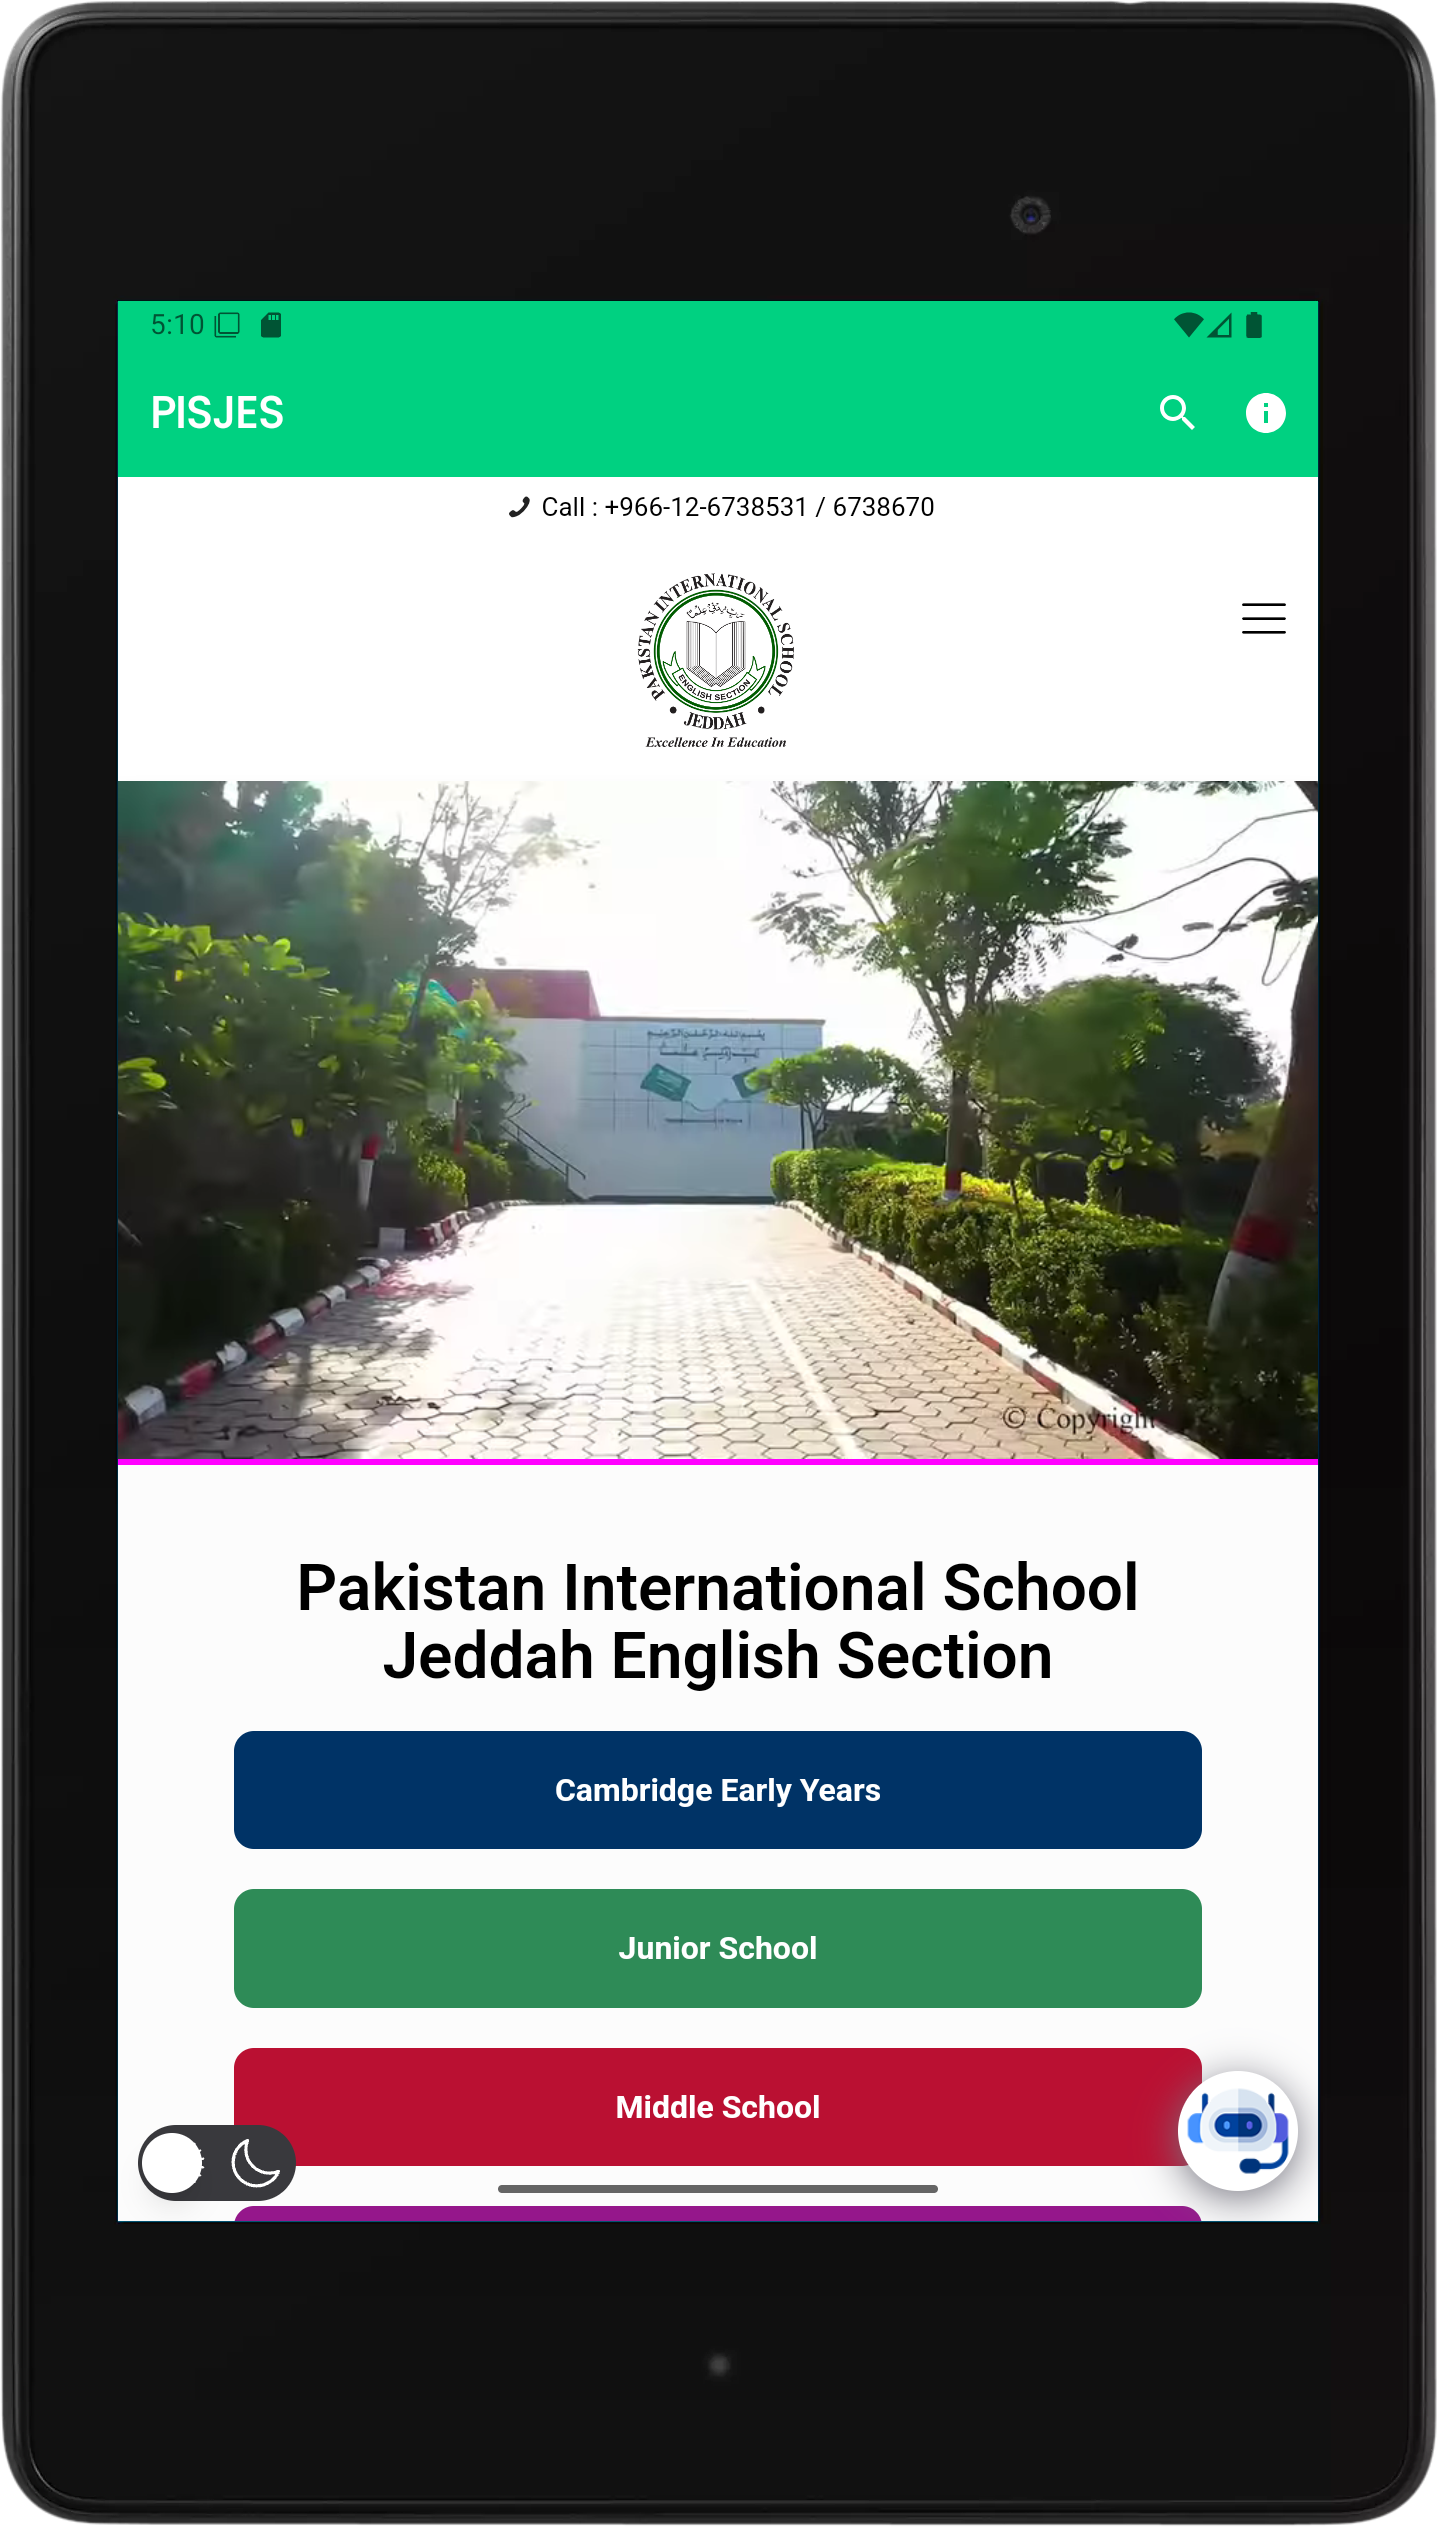 5:10
PISJES
Call : +966-12-6738531 / 6738670
PAKISTAN INTERNATIONAL SCHOOL
ENGLISH SECTION
JEDDAH
Excellence In Education
© Copyright
Pakistan International School
Jeddah English Section
Cambridge Early Years
Junior School
Middle School